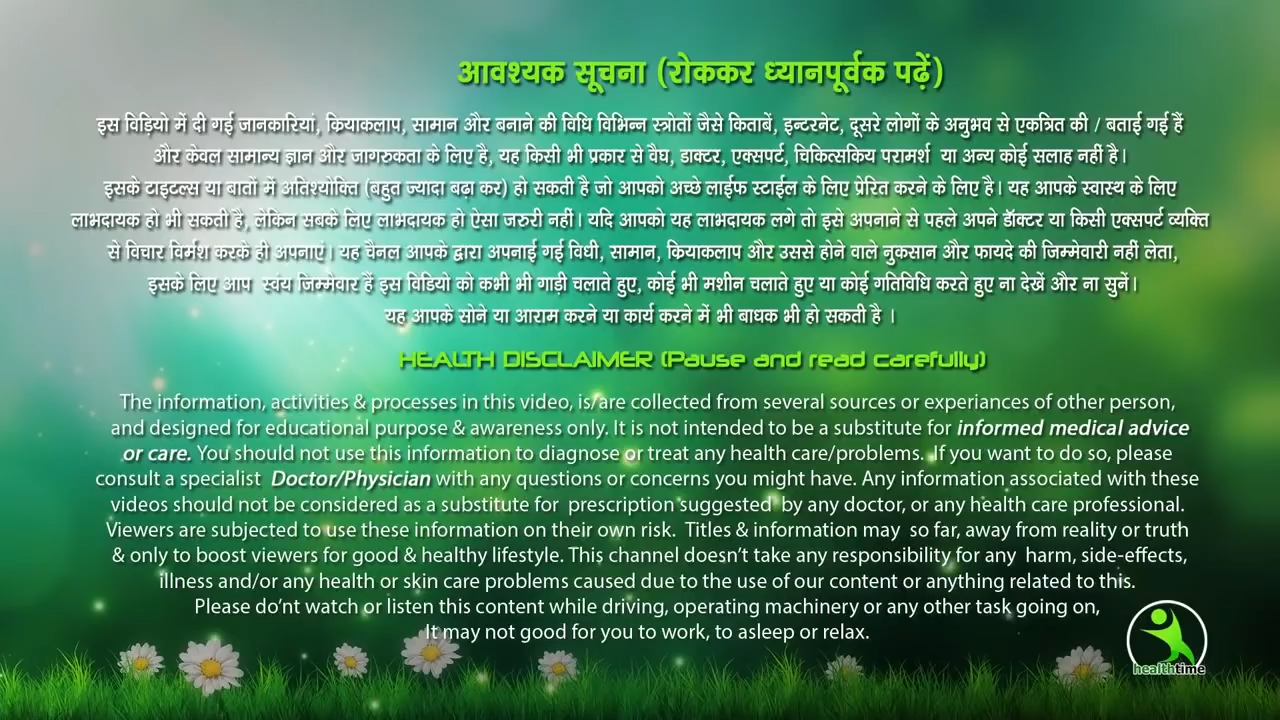 आवश्यक सूचना (रोककर ध्यानपूर्वक पढ़ें)
इस विड़ियो में दी गई जानकारियां, क्रियाकलाप, सामान और बनाने की विधि विभिन्न स्त्रोतों जैसे किताबें, इन्टरनेट, दूसरे लोगों के अनुभव से एकत्रित की / बताई गई हैं
और केवल सामान्य ज्ञान और जागरुकता के लिए है, यह किसी भी प्रकार से वैघ, डाक्टर, एक्सपर्ट, चिकित्सकिय परामर्श या अन्य कोई सलाह नहीं है।
इसके टाइटल्स या बातों में अतिश्योक्ति (बहुत ज्यादा बढ़ा कर) हो सकती है जो आपको अच्छे लाईफ स्टाईल के लिए प्रेरित करने के लिए है। यह आपके स्वास्थ के लिए
लाभदायक हो भी सकती है, लेकिन सबके लिए लाभदायक हो ऐसा जरुरी नहीं। यदि आपको यह लाभदायक लगे तो इसे अपनाने से पहले अपने डॉक्टर या किसी एक्सपर्ट व्यक्ति
से विचार विर्मश करके ही अपनाएं। यह चैनल आपके द्वारा अपनाई गई विधी, सामान, क्रियाकलाप और उससे होने वाले नुकसान और फायदे की जिम्मेवारी नहीं लेता,
इसके लिए आप स्वंय जिम्मेवार हैं इस विडियो को कभी भी गाड़ी चलाते हुए, कोई भी मशीन चलाते हुए या कोई गतिविधि करते हुए ना देखें और ना सुनें।
यह आपके सोने या आराम करने या कार्य करने में भी बाधक भी हो सकती है ।
HEALTH DISCLAIMER (Pause and read carefully)
The information, activities & processes in this video, is/are collected from several sources or experiances of other person,
and designed for educational purpose & awareness only. It is not intended to be a substitute for informed medical advice
or care. You should not use this information to diagnose or treat any health care/problems. If you want to do so, please
consult a specialist Doctor/Physician with any questions or concerns you might have. Any information associated with these
videos should not be considered as a substitute for prescription suggested by any doctor, or any health care professional.
Viewers are subjected to use these information on their own risk. Titles & information may so far, away from reality or truth
& only to boost viewers for good & healthy lifestyle. This channel doesn't take any responsibility for any harm, side-effects,
illness and/or any health or skin care problems caused due to the use of our content or anything related to this.
Please do'nt watch or listen this content while driving, operating machinery or any other task going on,
It may not good for you to work, to asleep or relax.
healthtime